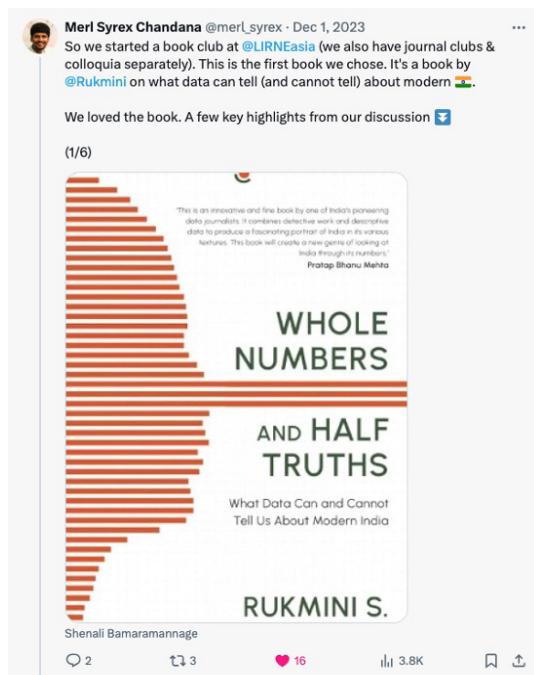 Merl Syrex Chandana @merl_syrex · Dec 1, 2023
So we started a book club at @LIRNEasia (we also have journal clubs &
colloquia separately). This is the first book we chose. It's a book by
@Rukmini on what data can tell (and cannot tell) about modern 🇮🇳.
We loved the book. A few key highlights from our discussion ⏬
(1/6)
'This is an innovative and fine book by one of India's pioneering
data journalists. It combines detective work and descriptive
data to produce a fascinating portrait of India in its various
textures. This book will create a new genre of looking at
India through its numbers.'
Pratap Bhanu Mehta
WHOLE
NUMBERS
AND HALF
TRUTHS
What Data Can and Cannot
Tell Us About Modern India
RUKMINI S.
Shenali Bamaramannage
2 3 16 3.8K